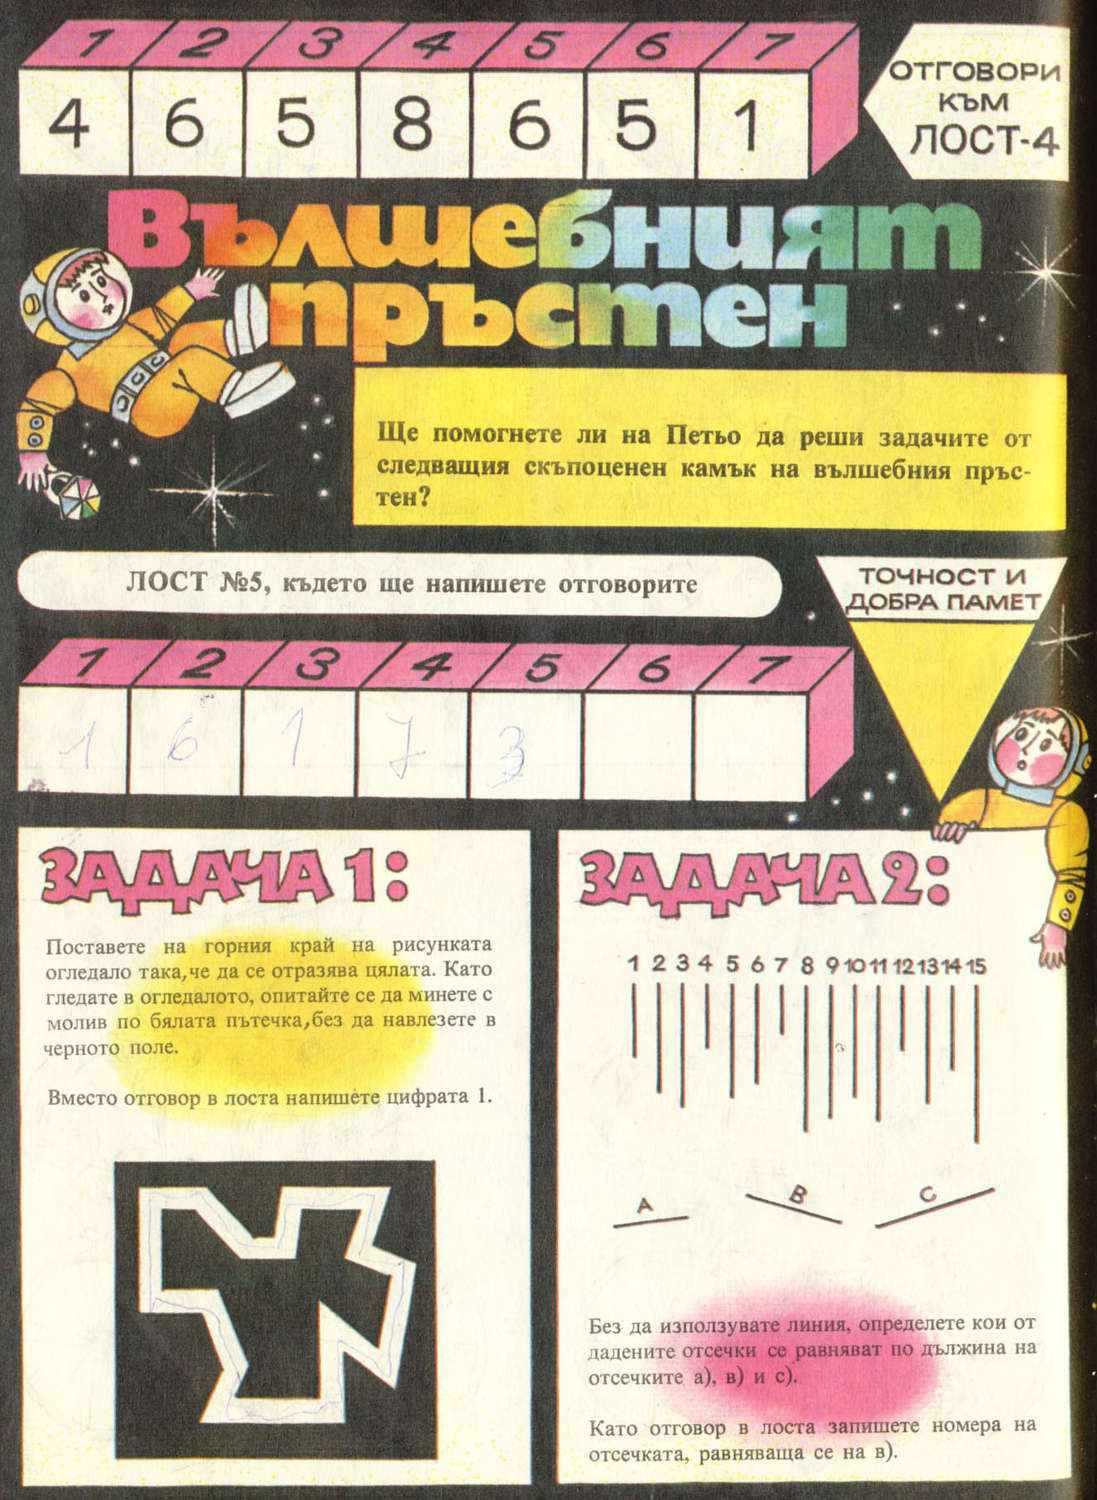 1 2 3 4 5 6 7
4 6 5 8 6 5 1
ОТГОВОРИ
КЪМ
ЛОСТ-4
Вълшебният
пръстен
Ще помогнете ли на Петьо да реши задачите от
следващия скъпоценен камък на вълшебния пръс-
тен?
ЛОСТ №5, където ще напишете отговорите
ТОЧНОСТ И
ДОБРА ПАМЕТ
1 2 3 4 5 6 7
1 6 1 7 3
ЗАДАЧА 1:
Поставете на горния край на рисунката
огледало така, че да се отразява цялата. Като
гледате в огледалото, опитайте се да минете с
молив по бялата пътечка, без да навлезете в
черното поле.
Вместо отговор в лоста напишете цифрата 1.
ЗАДАЧА 2:
1 2 3 4 5 6 7 8 9 10 11 12 13 14 15
A B C
Без да използувате линия, определете кои от
дадените отсечки се равняват по дължина на
отсечките а), в) и с).
Като отговор в лоста запишете номера на
отсечката, равняваща се на в).